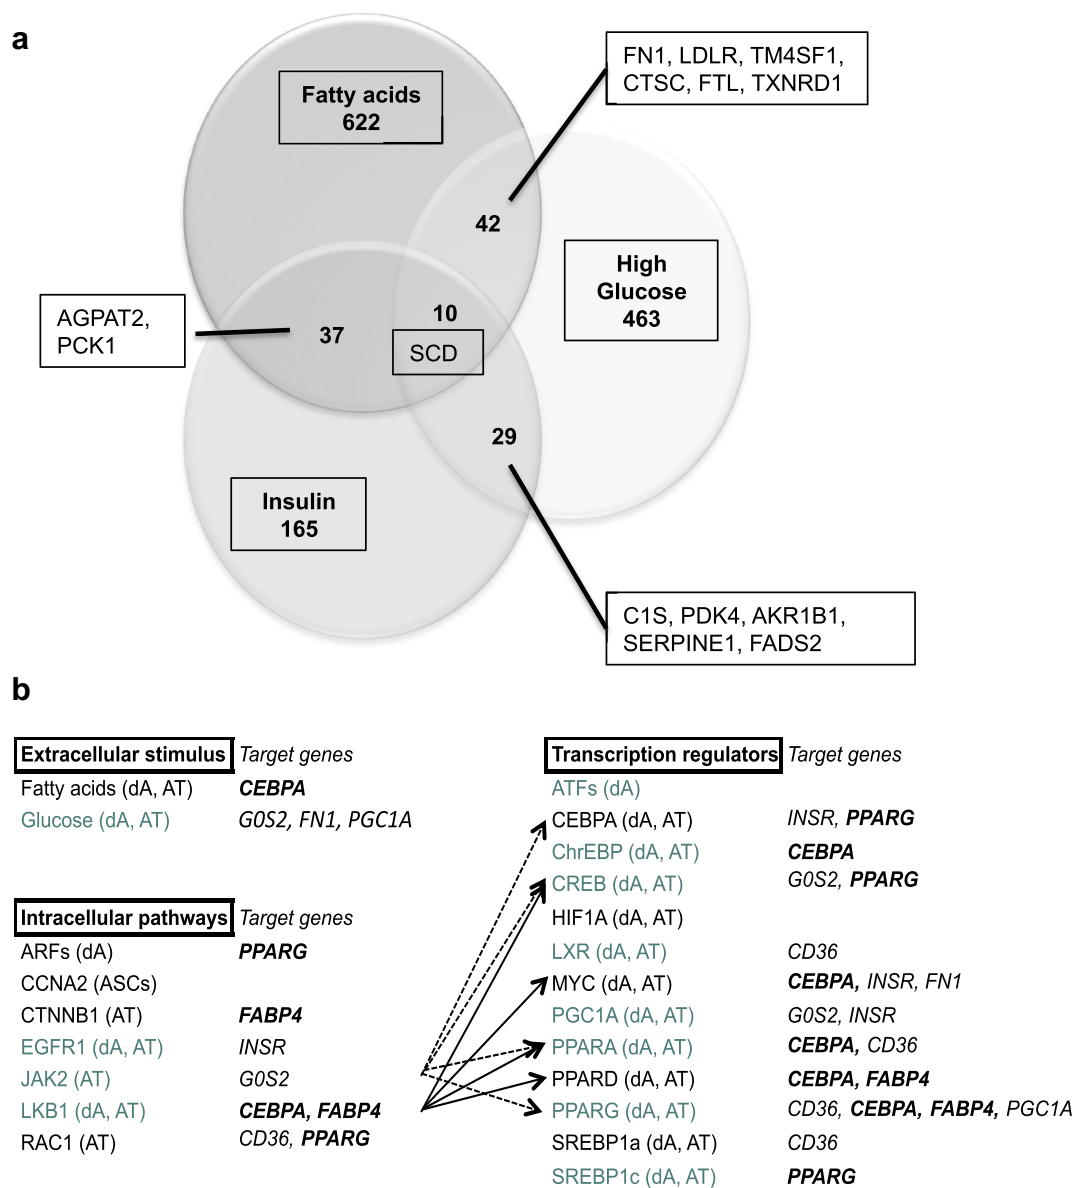 a
FN1, LDLR, TM4SF1,
CTSC, FTL, TXNRD1
Fatty acids
622
42
High
Glucose
463
AGPAT2,
PCK1
37
10
SCD
29
Insulin
165
C1S, PDK4, AKR1B1,
SERPINE1, FADS2
b
Extracellular stimulus Target genes
Fatty acids (dA, AT) CEBPA
Glucose (dA, AT) G0S2, FN1, PGC1A
Intracellular pathways Target genes
ARFs (dA) PPARG
CCNA2 (ASCs)
CTNNB1 (AT) FABP4
EGFR1 (dA, AT) INSR
JAK2 (AT) G0S2
LKB1 (dA, AT) CEBPA, FABP4
RAC1 (AT) CD36, PPARG
Transcription regulators Target genes
ATFs (dA)
CEBPA (dA, AT) INSR, PPARG
ChrEBP (dA, AT) CEBPA
CREB (dA, AT) G0S2, PPARG
HIF1A (dA, AT)
LXR (dA, AT) CD36
MYC (dA, AT) CEBPA, INSR, FN1
PGC1A (dA, AT) G0S2, INSR
PPARA (dA, AT) CEBPA, CD36
PPARD (dA, AT) CEBPA, FABP4
PPARG (dA, AT) CD36, CEBPA, FABP4, PGC1A
SREBP1a (dA, AT) CD36
SREBP1c (dA, AT) PPARG